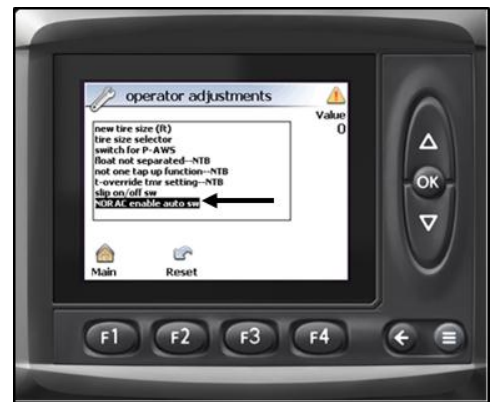 operator adjustments
Value
0
new tire size (ft)
tire size selector
switch for P-AWS
float not separated--NTB
not one tap up function--NTB
t-override tmr setting--NTB
slip on/off sw
NORAC enable auto sw
Main
Reset
OK
F1
F2
F3
F4